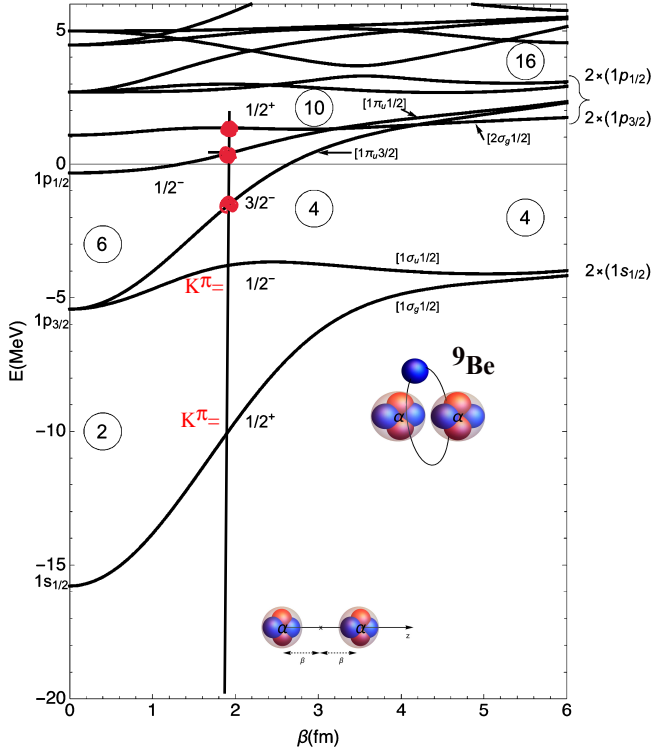 5
0
−5
−10
−15
−20
E(MeV)
0
1
2
3
4
5
6
β(fm)
1p1/2
1p3/2
1s1/2
6
2
10
16
4
4
1/2+
1/2−
3/2−
Kπ=
1/2−
Kπ=
1/2+
[1πu1/2]
[2σg1/2]
[1πu3/2]
[1σu1/2]
[1σg1/2]
2×(1p1/2)
2×(1p3/2)
2×(1s1/2)
9Be
α
α
α
x
α
z
β
β